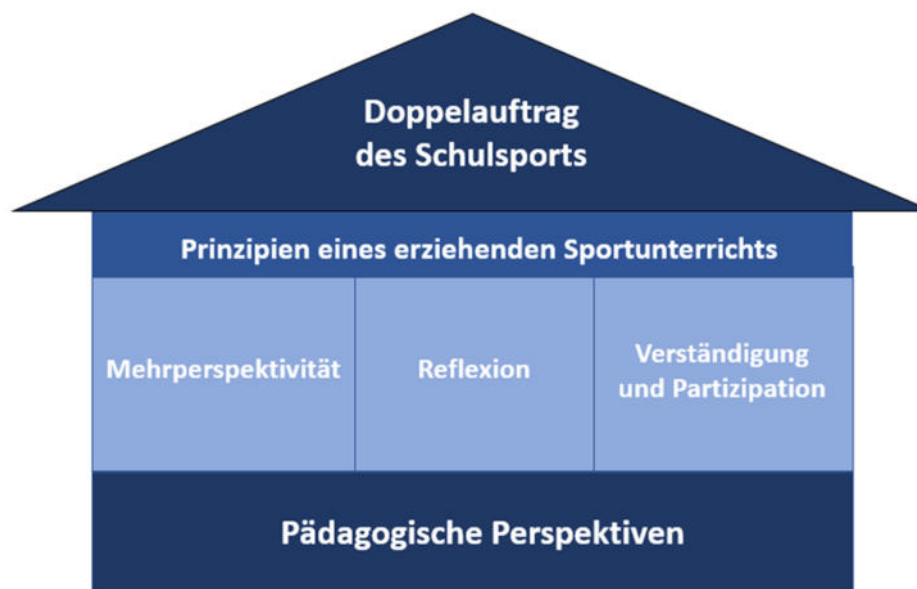 Doppelauftrag
des Schulsports
Prinzipien eines erziehenden Sportunterrichts
Mehrperspektivität
Reflexion
Verständigung
und Partizipation
Pädagogische Perspektiven